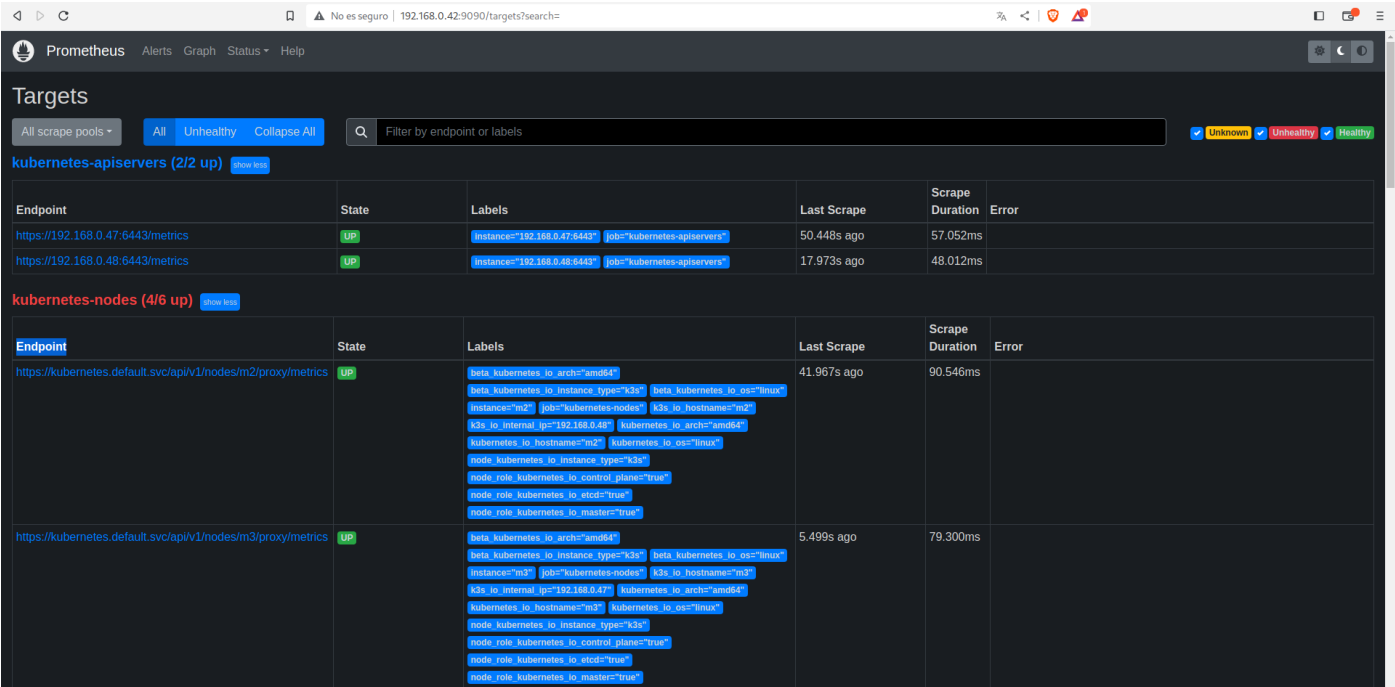 No es seguro 192.168.0.42:9090/targets?search=
Prometheus Alerts Graph Status Help
Targets
All scrape pools All Unhealthy Collapse All Filter by endpoint or labels Unknown Unhealthy Healthy
kubernetes-apiservers (2/2 up) show less
Endpoint State Labels Last Scrape Scrape Duration Error
https://192.168.0.47:6443/metrics UP instance="192.168.0.47:6443" job="kubernetes-apiservers" 50.448s ago 57.052ms
https://192.168.0.48:6443/metrics UP instance="192.168.0.48:6443" job="kubernetes-apiservers" 17.973s ago 48.012ms
kubernetes-nodes (4/6 up) show less
Endpoint State Labels Last Scrape Scrape Duration Error
https://kubernetes.default.svc/api/v1/nodes/m2/proxy/metrics UP beta_kubernetes_io_arch="amd64" 41.967s ago 90.546ms
beta_kubernetes_io_instance_type="k3s" beta_kubernetes_io_os="linux"
instance="m2" job="kubernetes-nodes" k3s_io_hostname="m2"
k3s_io_internal_ip="192.168.0.48" kubernetes_io_arch="amd64"
kubernetes_io_hostname="m2" kubernetes_io_os="linux"
node_kubernetes_io_instance_type="k3s"
node_role_kubernetes_io_control_plane="true"
node_role_kubernetes_io_etcd="true"
node_role_kubernetes_io_master="true"
https://kubernetes.default.svc/api/v1/nodes/m3/proxy/metrics UP beta_kubernetes_io_arch="amd64" 5.499s ago 79.300ms
beta_kubernetes_io_instance_type="k3s" beta_kubernetes_io_os="linux"
instance="m3" job="kubernetes-nodes" k3s_io_hostname="m3"
k3s_io_internal_ip="192.168.0.47" kubernetes_io_arch="amd64"
kubernetes_io_hostname="m3" kubernetes_io_os="linux"
node_kubernetes_io_instance_type="k3s"
node_role_kubernetes_io_control_plane="true"
node_role_kubernetes_io_etcd="true"
node_role_kubernetes_io_master="true"